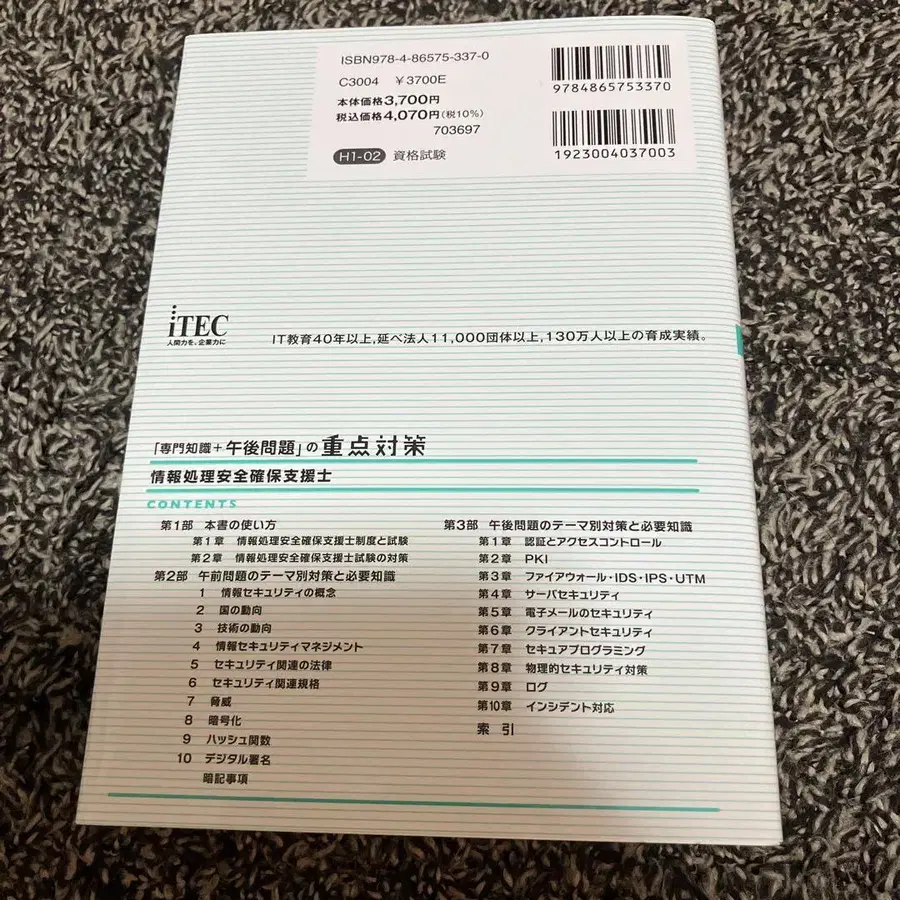 ISBN978-4-86575-337-0
C3004 ¥3700E
本体価格3,700円
税込価格4,070円(税10%)
703697
H1-02 資格試験
9784865753370
1923004037003
iTEC
人間力を、企業力に
IT教育40年以上,延べ法人11,000団体以上,130万人以上の育成実績。
「専門知識+午後問題」の重点対策
情報処理安全確保支援士
CONTENTS
第1部 本書の使い方
第1章 情報処理安全確保支援士制度と試験
第2章 情報処理安全確保支援士試験の対策
第2部 午前問題のテーマ別対策と必要知識
1 情報セキュリティの概念
2 国の動向
3 技術の動向
4 情報セキュリティマネジメント
5 セキュリティ関連の法律
6 セキュリティ関連規格
7 脅威
8 暗号化
9 ハッシュ関数
10 デジタル署名
暗記事項
第3部 午後問題のテーマ別対策と必要知識
第1章 認証とアクセスコントロール
第2章 PKI
第3章 ファイアウォール・IDS・IPS・UTM
第4章 サーバセキュリティ
第5章 電子メールのセキュリティ
第6章 クライアントセキュリティ
第7章 セキュアプログラミング
第8章 物理的セキュリティ対策
第9章 ログ
第10章 インシデント対応
索引